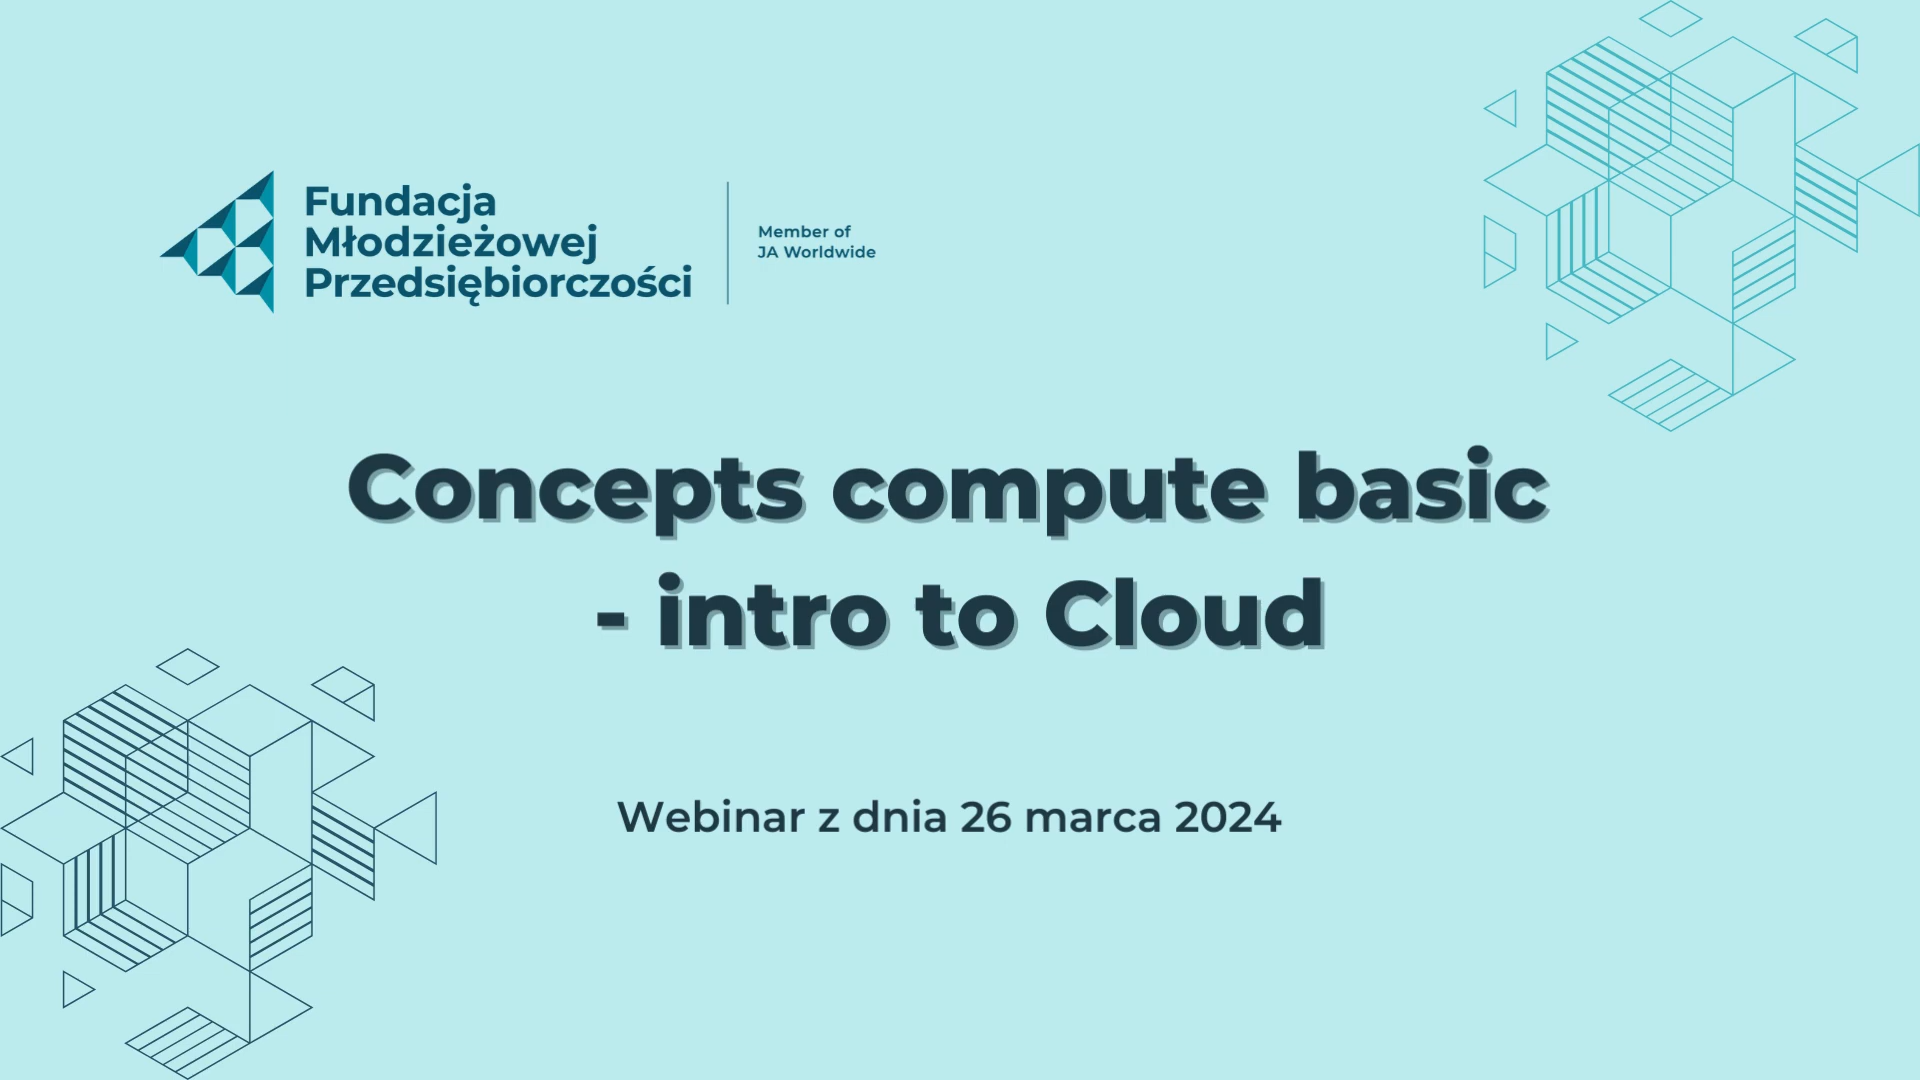 Fundacja
Młodzieżowej
Przedsiębiorczości
Member of
JA Worldwide
Concepts compute basic
- intro to Cloud
Webinar z dnia 26 marca 2024